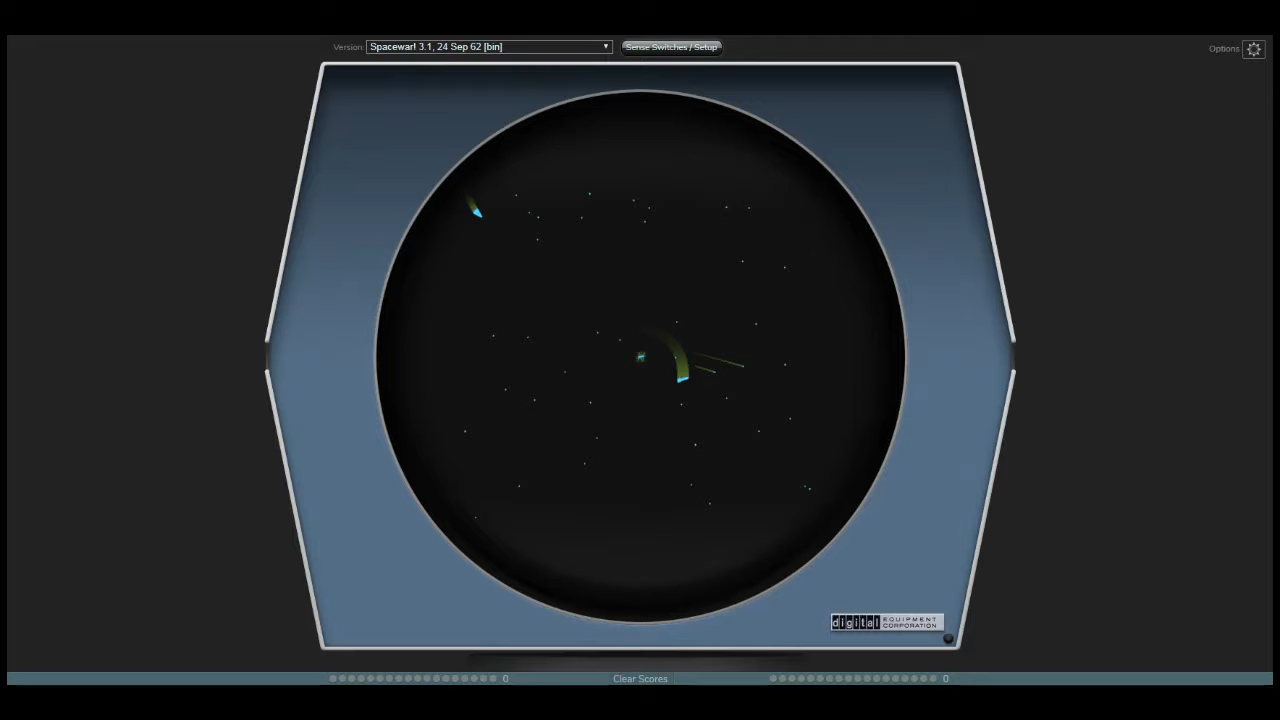 Version: Spacewar! 3.1, 24 Sep 62 [bin] Sense Switches / Setup Options
digital EQUIPMENT CORPORATION
0 Clear Scores 0